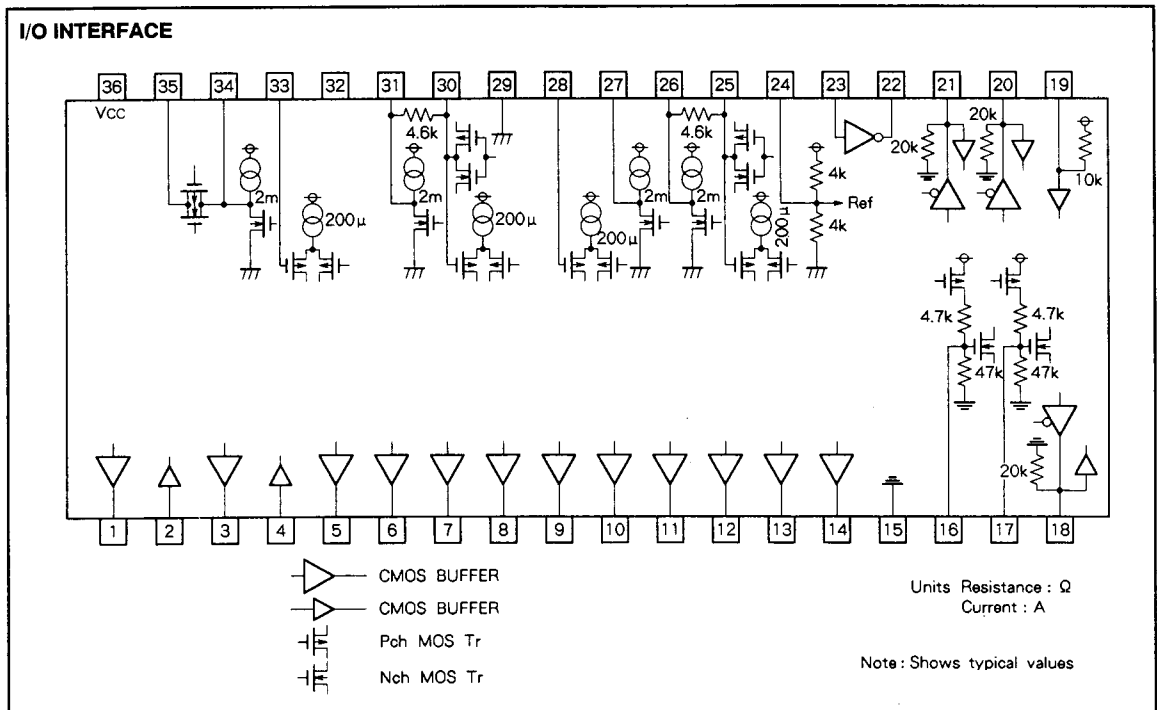 I/O INTERFACE
36 35 34 33 32 31 30 29 28 27 26 25 24 23 22 21 20 19
Vcc
4.6k
4.6k
20k
20k
10k
2m
2m
2m
2m
4k
Ref
4k
200μ
200μ
200μ
200μ
4.7k
4.7k
47k
47k
20k
1 2 3 4 5 6 7 8 9 10 11 12 13 14 15 16 17 18
CMOS BUFFER
CMOS BUFFER
Pch MOS Tr
Nch MOS Tr
Units Resistance : Ω
Current : A
Note : Shows typical values